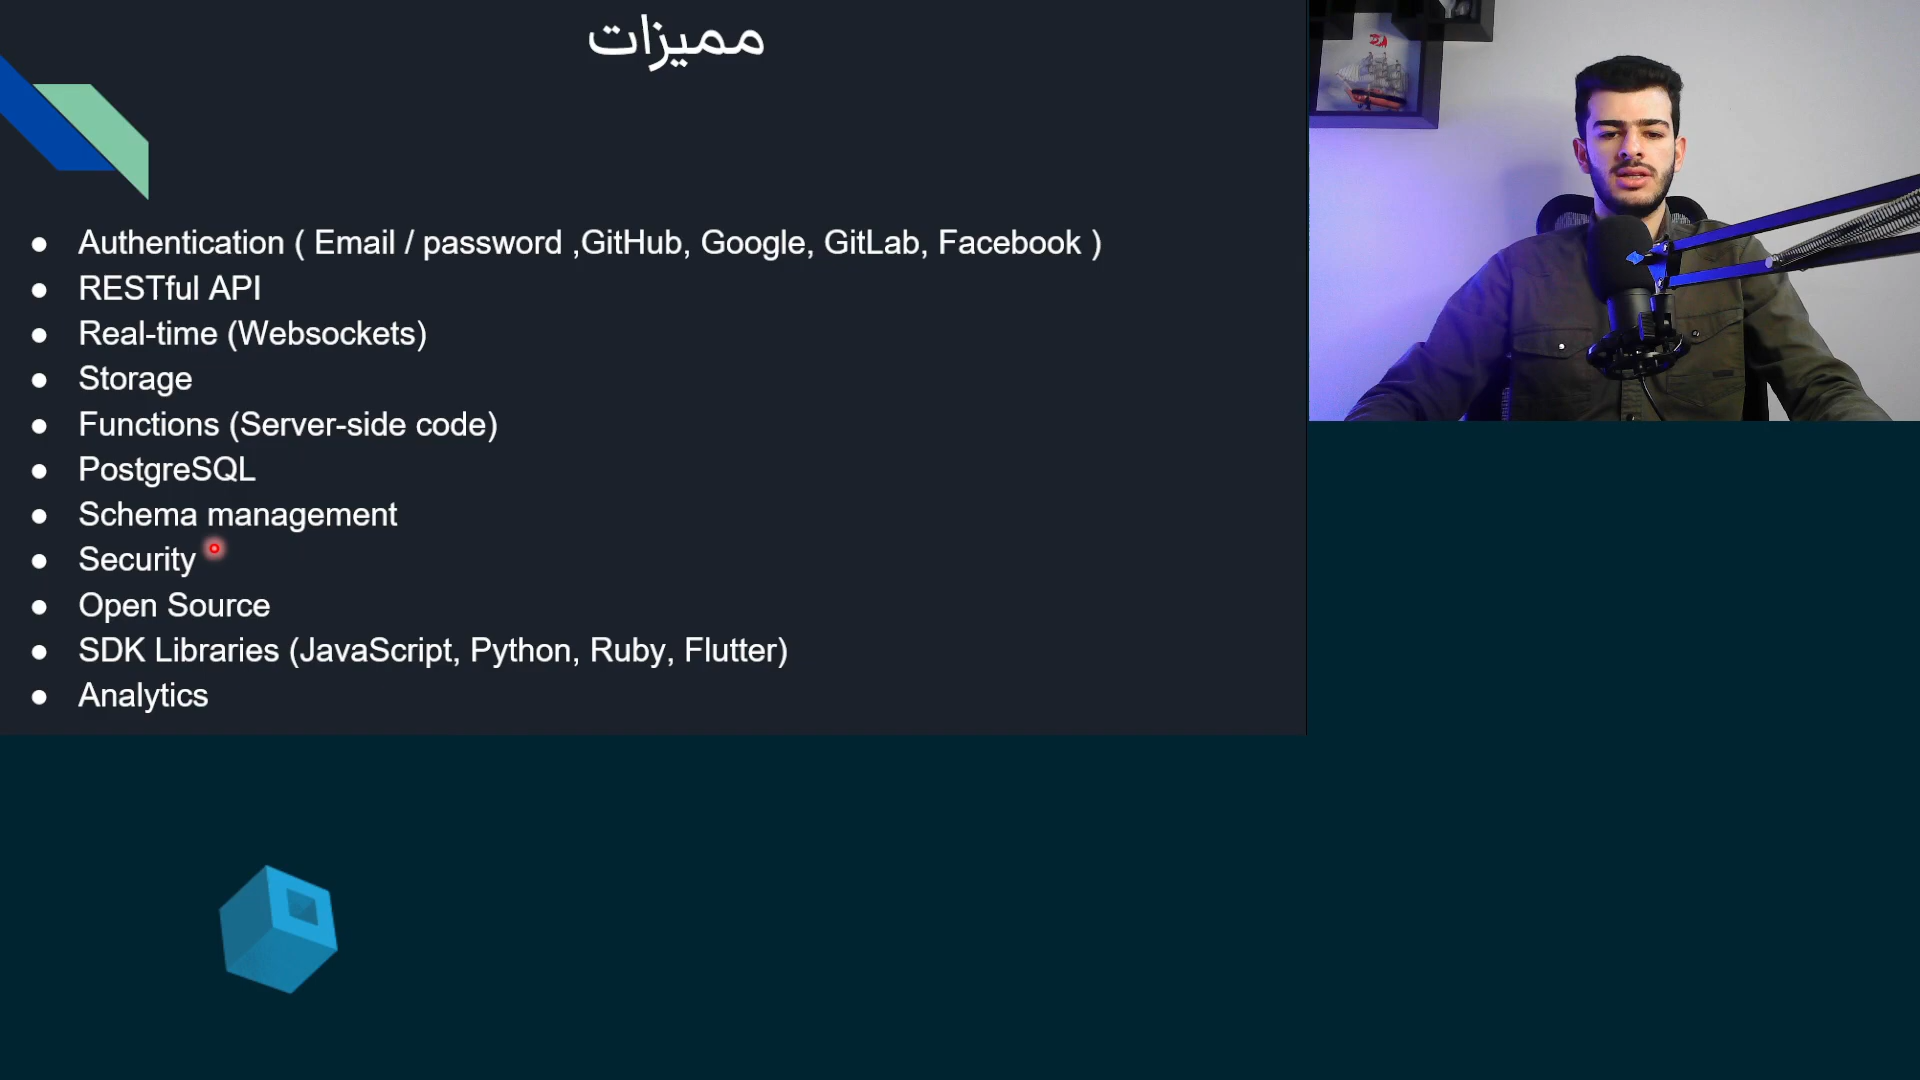 مميزات
● Authentication ( Email / password ,GitHub, Google, GitLab, Facebook )
● RESTful API
● Real-time (Websockets)
● Storage
● Functions (Server-side code)
● PostgreSQL
● Schema management
● Security
● Open Source
● SDK Libraries (JavaScript, Python, Ruby, Flutter)
● Analytics